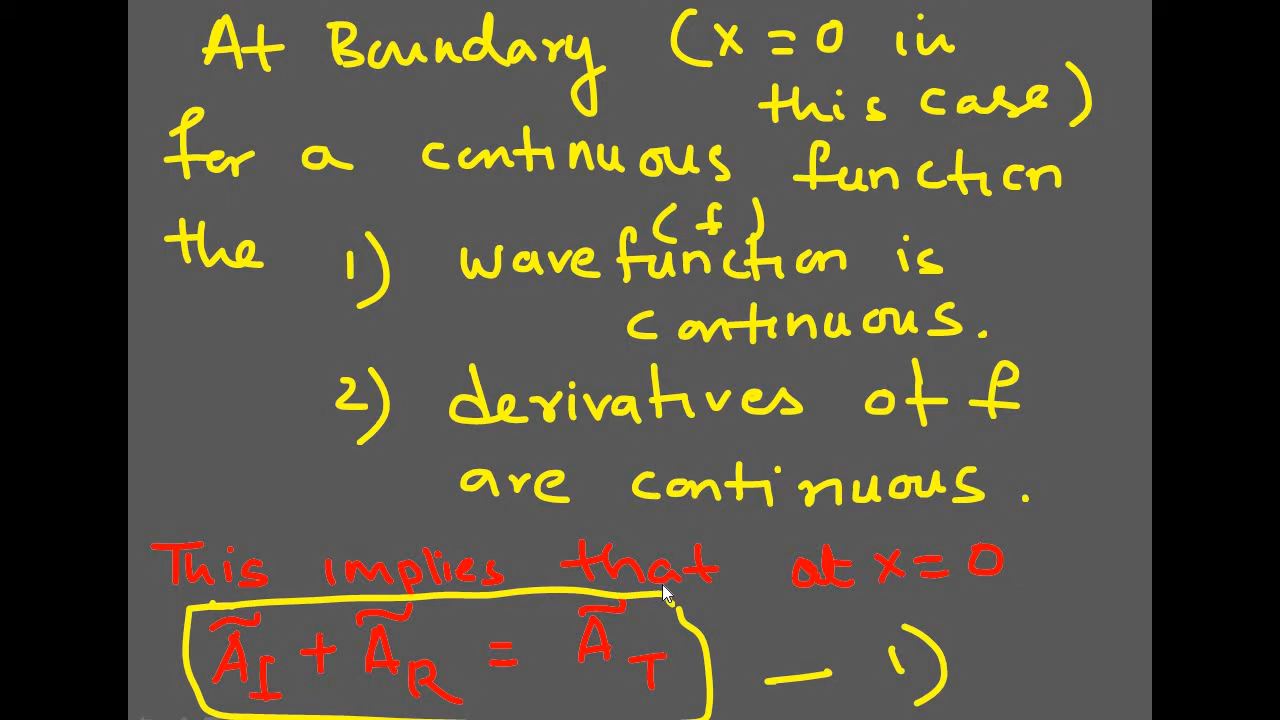 At Boundary (x = 0 in
this case)
for a continuous function
the 1) wavefunction (f) is
continuous.
2) derivatives of f
are continuous.
This implies that at x = 0
Ã_I + Ã_R = Ã_T — 1)